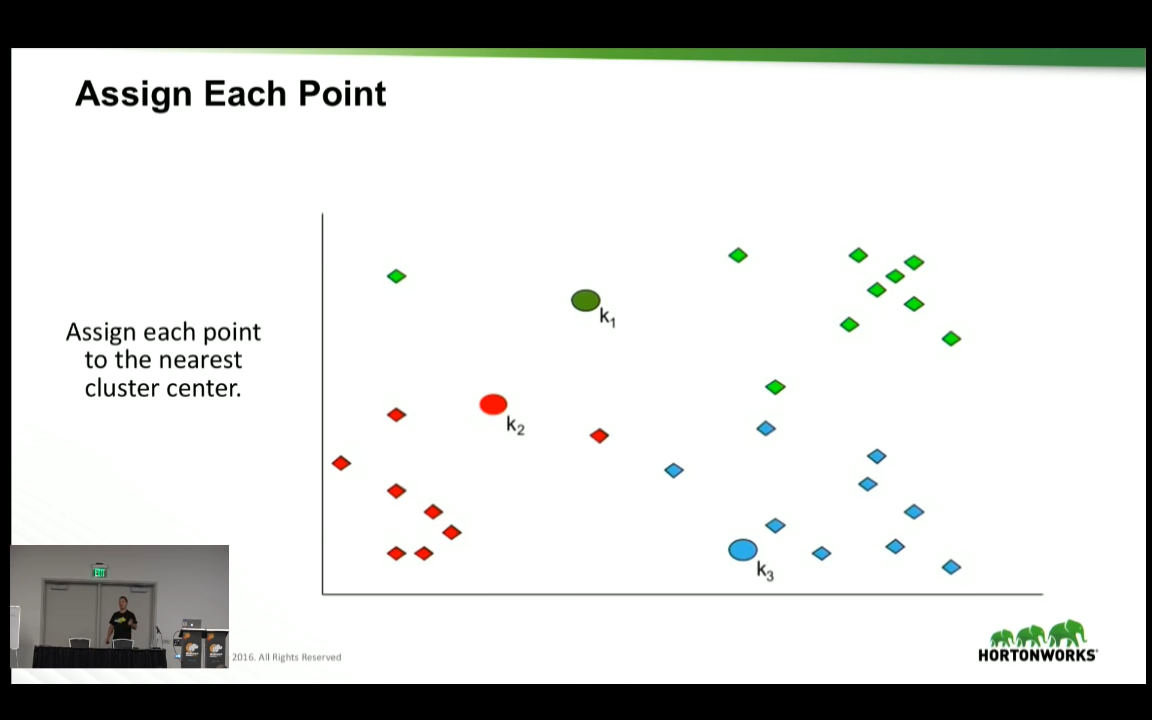 Assign Each Point
Assign each point
to the nearest
cluster center.
k1
k2
k3
EXIT
2016. All Rights Reserved
HORTONWORKS